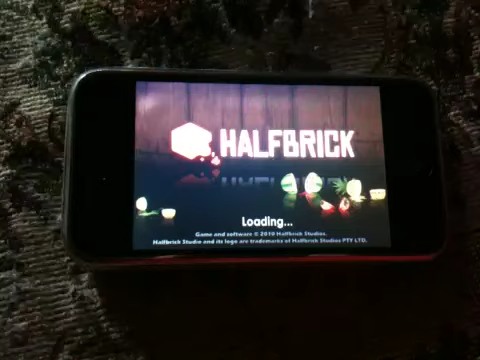 HALFBRICK
Loading...
Game and software © 2010 Halfbrick Studios.
Halfbrick Studio and its logo are trademarks of Halfbrick Studios PTY LTD.